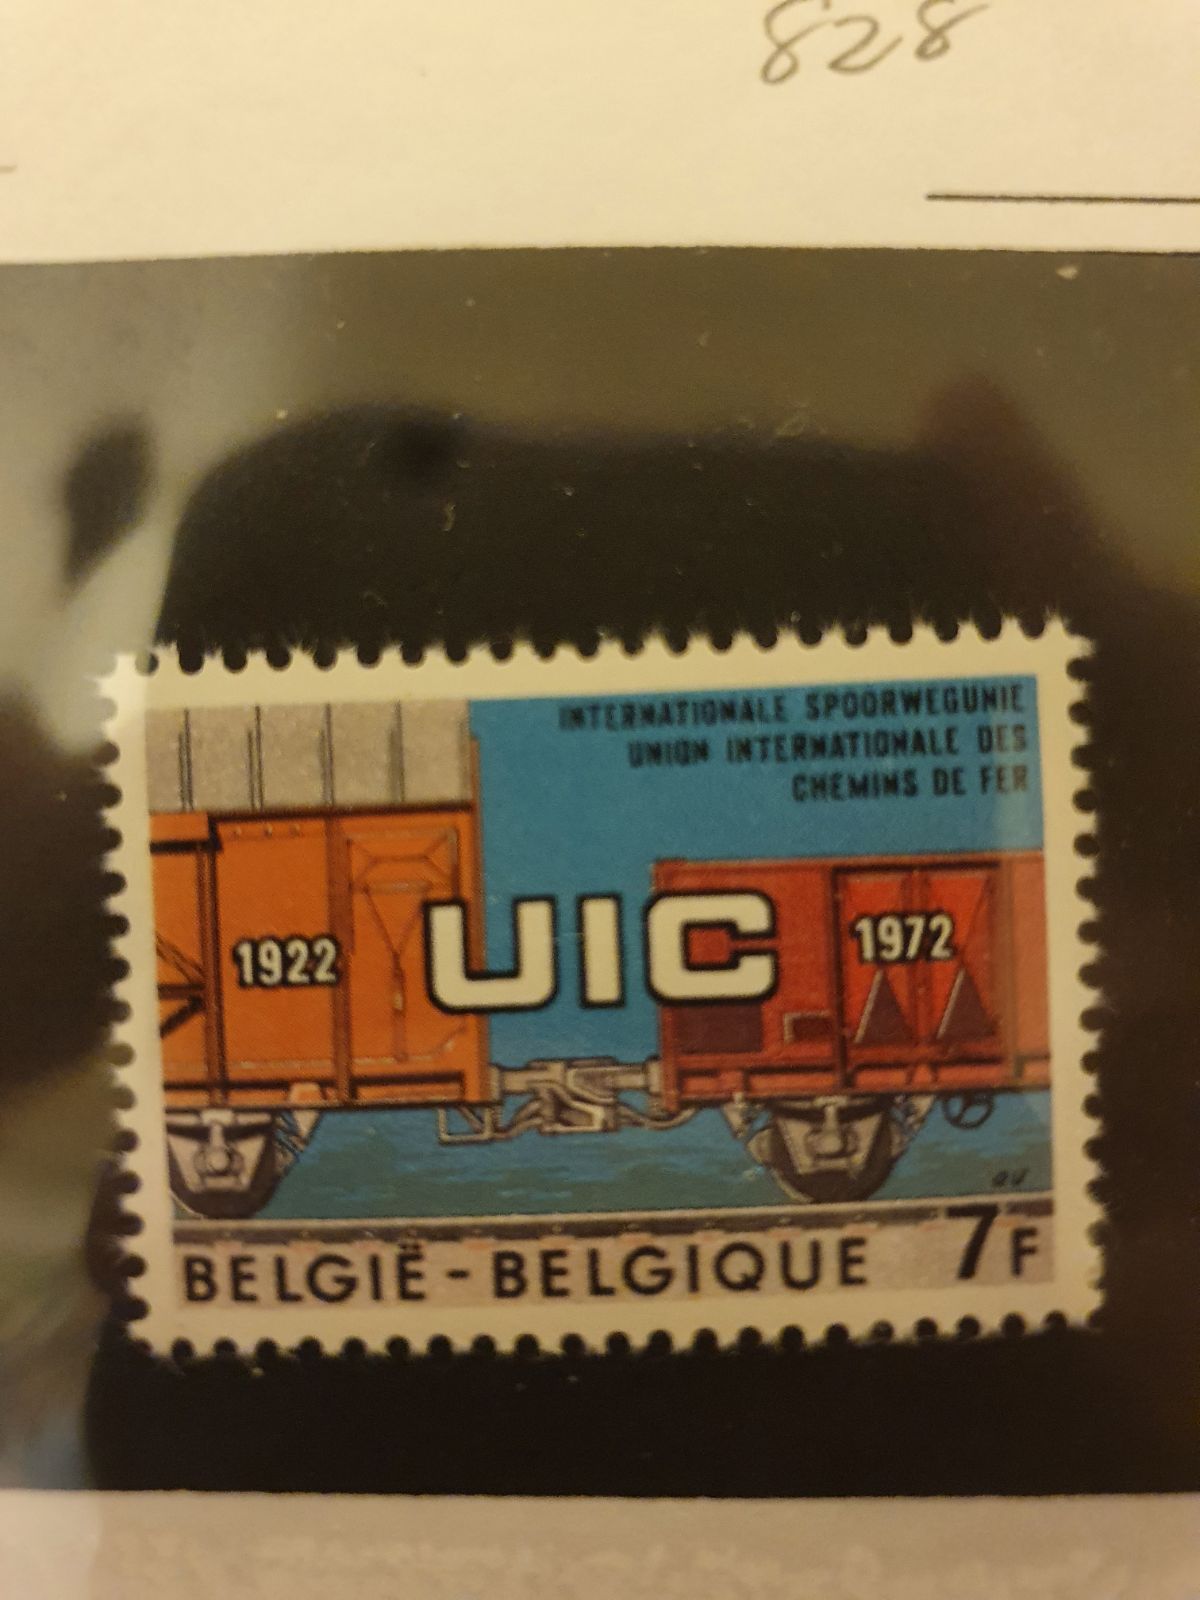 828
INTERNATIONALE SPOORWEGUNIE
UNION INTERNATIONALE DES
CHEMINS DE FER
1922 UIC 1972
BELGIË - BELGIQUE 7F